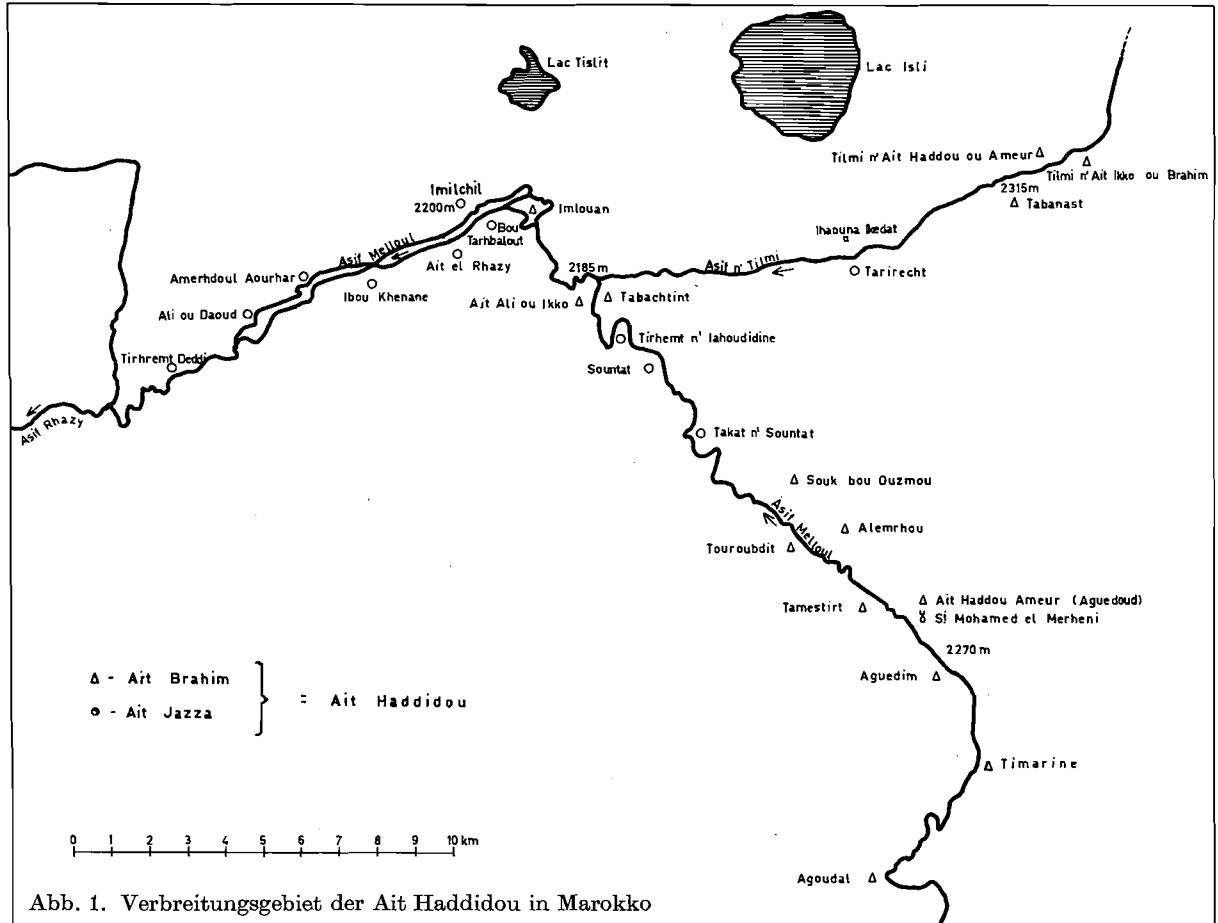 Lac Tislit
Lac Isli
Tilmi n' Ait Haddou ou Ameur
Tilmi n' Ait Ikko ou Brahim
2315m
Tabanast
Imilchil
2200m
Imlouan
Bou
Tarhbalout
Ihaouna Ikedat
Asif Melloul
Ait el Rhazy
2185m
Asif n' Tilmi
Tarirecht
Amerhdoul Aourhar
Ibou Khenane
Ait Ali ou Ikko
Tabachtint
Ali ou Daoud
Tirhemt n' Iahoudidine
Tirhremt Deddi
Sountat
Asif Rhazy
Takat n' Sountat
Souk bou Ouzmou
Asif Melloul
Alemrhou
Touroubdit
Tamestirt
Ait Haddou Ameur (Aguedoud)
Si Mohamed el Merheni
2270 m
Aguedim
Δ - Ait Brahim
o - Ait Jazza
= Ait Haddidou
Timarine
0 1 2 3 4 5 6 7 8 9 10 km
Agoudal
Abb. 1. Verbreitungsgebiet der Ait Haddidou in Marokko